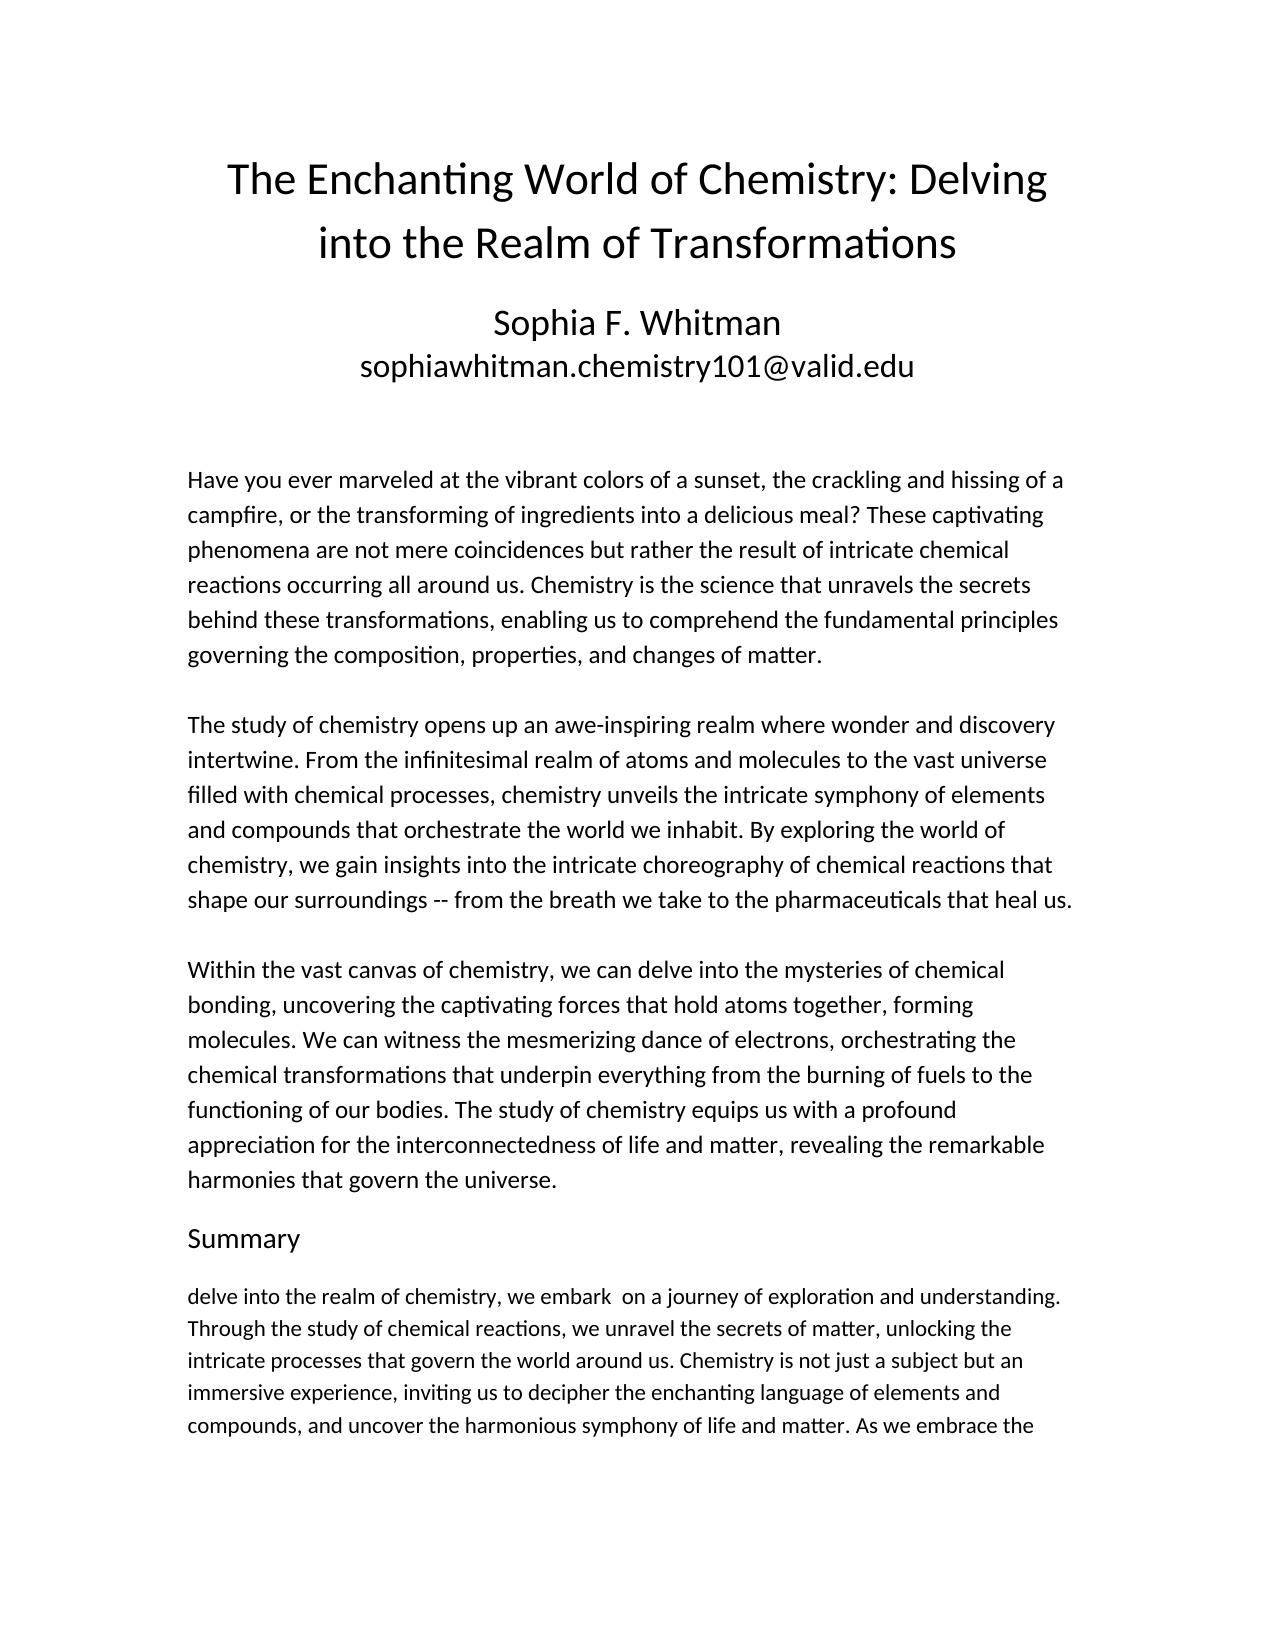 The Enchanting World of Chemistry: Delving
into the Realm of Transformations
Sophia F. Whitman
sophiawhitman.chemistry101@valid.edu
Have you ever marveled at the vibrant colors of a sunset, the crackling and hissing of a
campfire, or the transforming of ingredients into a delicious meal? These captivating
phenomena are not mere coincidences but rather the result of intricate chemical
reactions occurring all around us. Chemistry is the science that unravels the secrets
behind these transformations, enabling us to comprehend the fundamental principles
governing the composition, properties, and changes of matter.
The study of chemistry opens up an awe-inspiring realm where wonder and discovery
intertwine. From the infinitesimal realm of atoms and molecules to the vast universe
filled with chemical processes, chemistry unveils the intricate symphony of elements
and compounds that orchestrate the world we inhabit. By exploring the world of
chemistry, we gain insights into the intricate choreography of chemical reactions that
shape our surroundings -- from the breath we take to the pharmaceuticals that heal us.
Within the vast canvas of chemistry, we can delve into the mysteries of chemical
bonding, uncovering the captivating forces that hold atoms together, forming
molecules. We can witness the mesmerizing dance of electrons, orchestrating the
chemical transformations that underpin everything from the burning of fuels to the
functioning of our bodies. The study of chemistry equips us with a profound
appreciation for the interconnectedness of life and matter, revealing the remarkable
harmonies that govern the universe.
Summary
delve into the realm of chemistry, we embark  on a journey of exploration and understanding.
Through the study of chemical reactions, we unravel the secrets of matter, unlocking the
intricate processes that govern the world around us. Chemistry is not just a subject but an
immersive experience, inviting us to decipher the enchanting language of elements and
compounds, and uncover the harmonious symphony of life and matter. As we embrace the